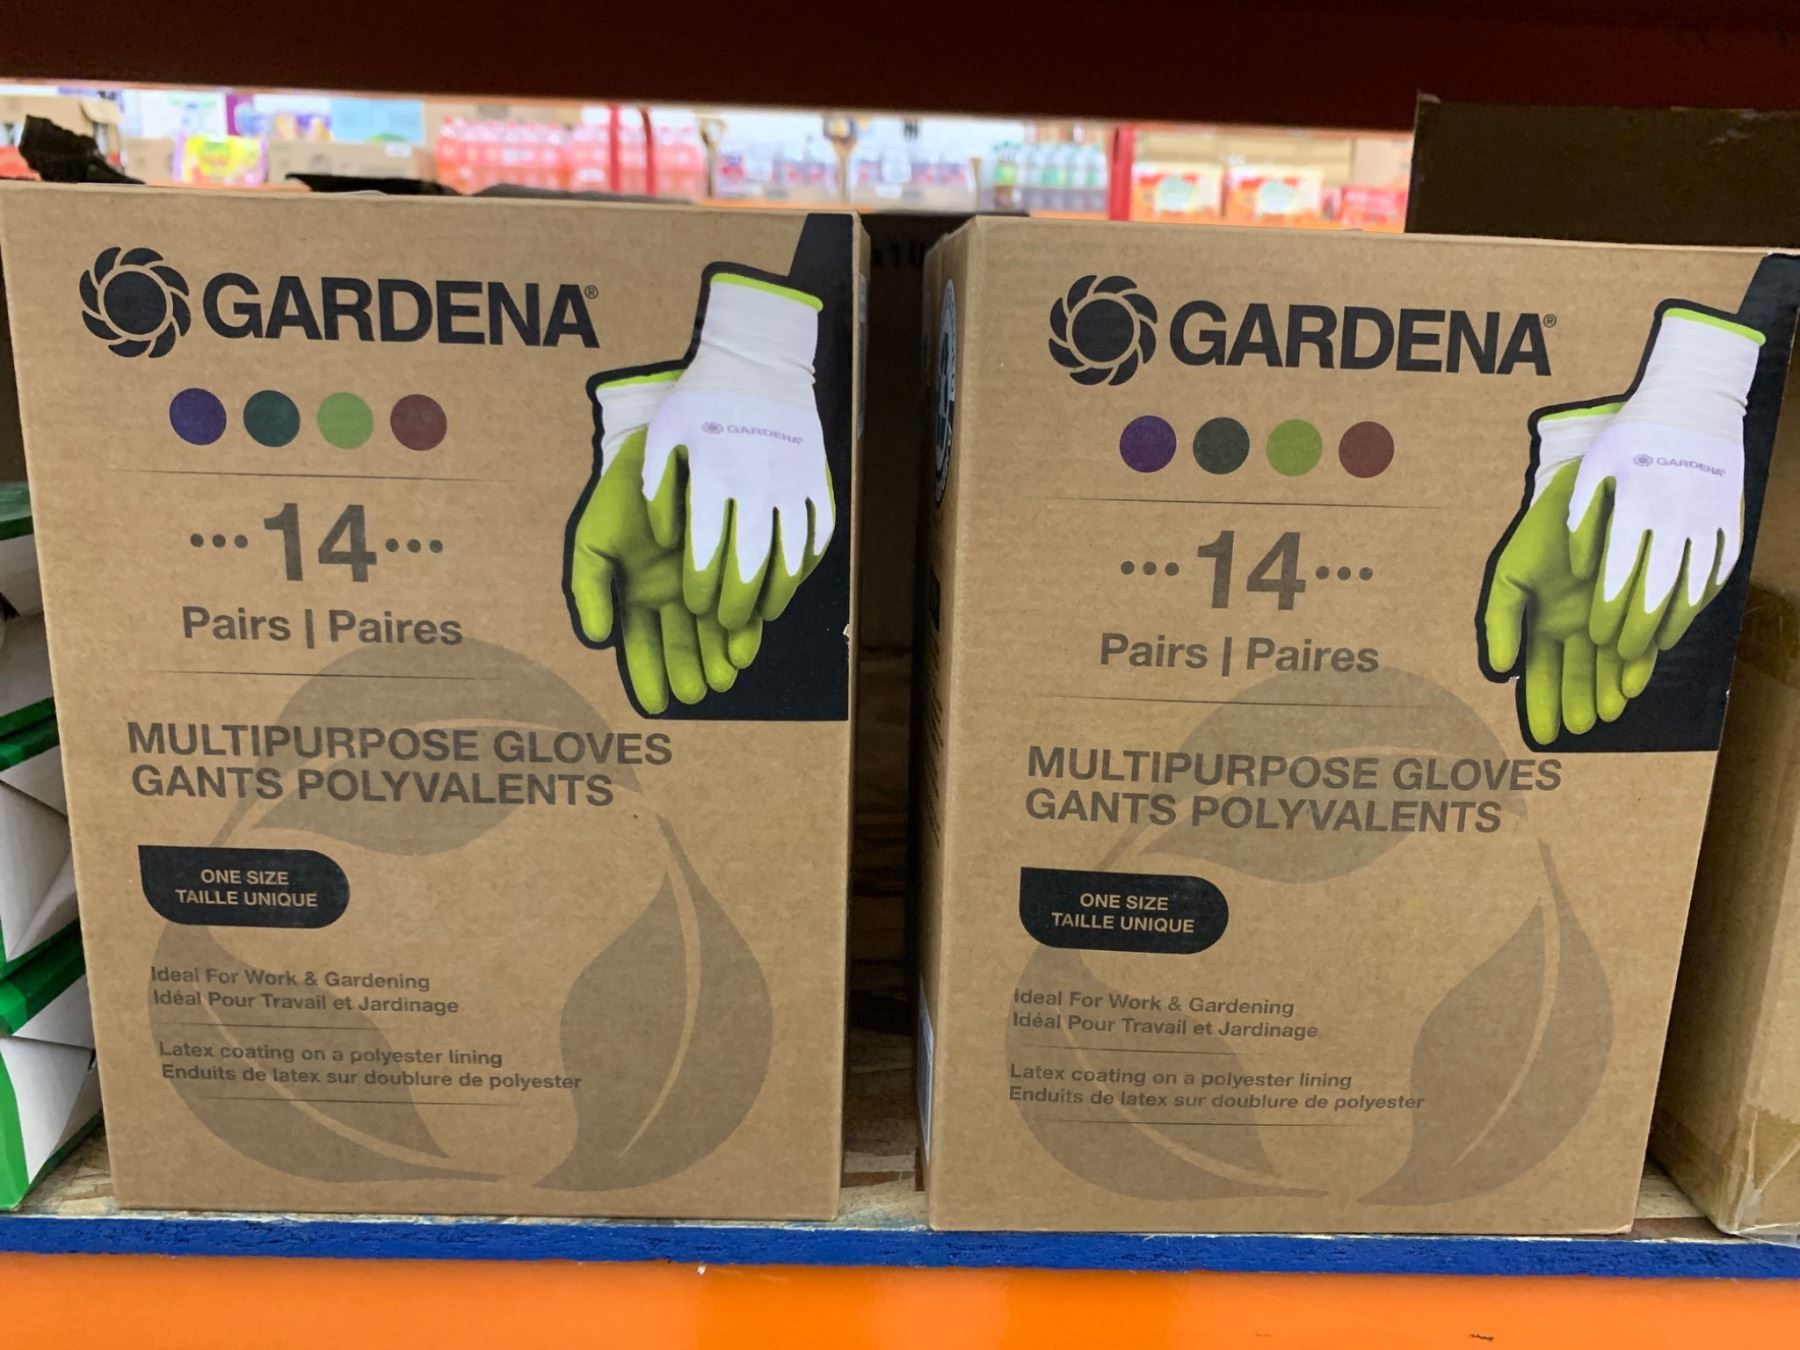 GARDENA®
GARDENA
•••14•••
Pairs | Paires
MULTIPURPOSE GLOVES
GANTS POLYVALENTS
ONE SIZE
TAILLE UNIQUE
Ideal For Work & Gardening
Idéal Pour Travail et Jardinage
Latex coating on a polyester lining
Enduits de latex sur doublure de polyester
GARDENA®
GARDENA
•••14•••
Pairs | Paires
MULTIPURPOSE GLOVES
GANTS POLYVALENTS
ONE SIZE
TAILLE UNIQUE
Ideal For Work & Gardening
Idéal Pour Travail et Jardinage
Latex coating on a polyester lining
Enduits de latex sur doublure de polyester